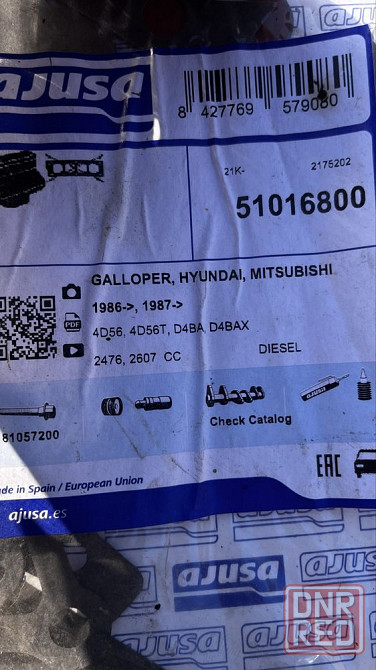 ajusa
8 427769 579080
21K- 2175202
51016800
GALLOPER, HYUNDAI, MITSUBISHI
1986->, 1987->
PDF
4D56, 4D56T, D4BA, D4BAX
2476, 2607 CC DIESEL
ajusa
81057200
Check Catalog
EAC
de in Spain / European Union
ajusa.es
ajusa
DNR
RED